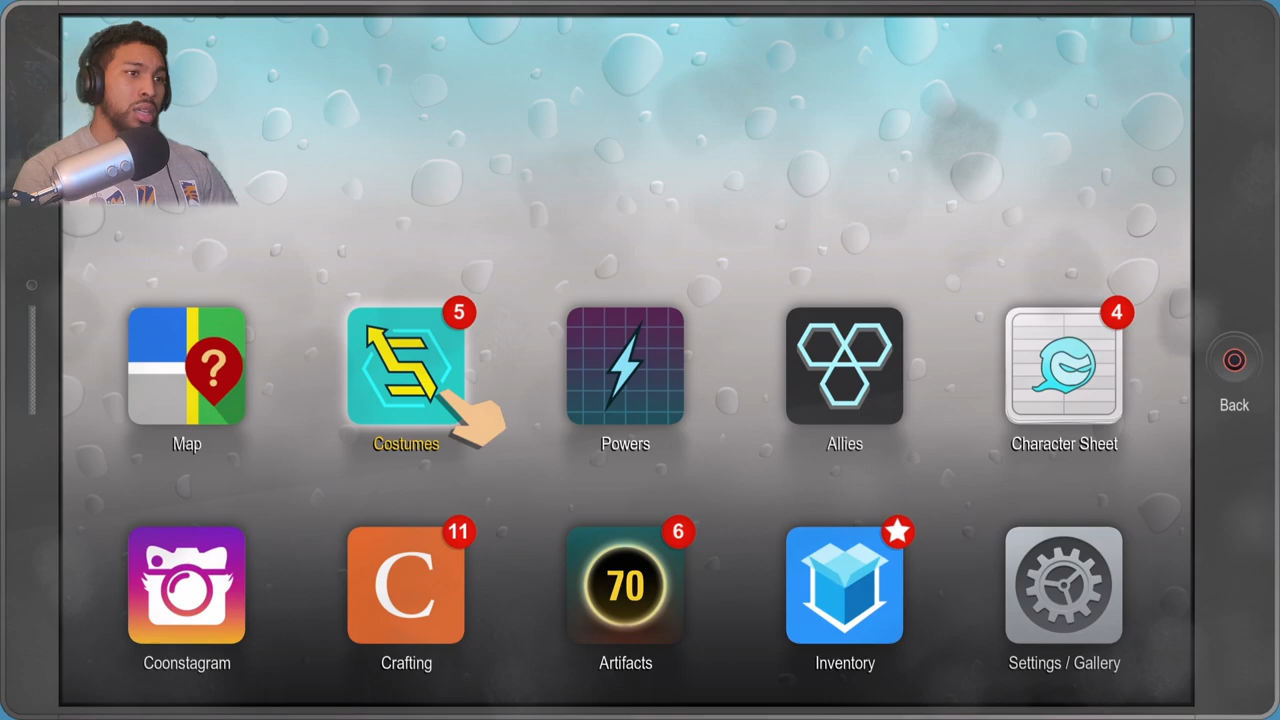 5
4
?
Map
Costumes
Powers
Allies
Character Sheet
Back
11
6
C
70
Coonstagram
Crafting
Artifacts
Inventory
Settings / Gallery